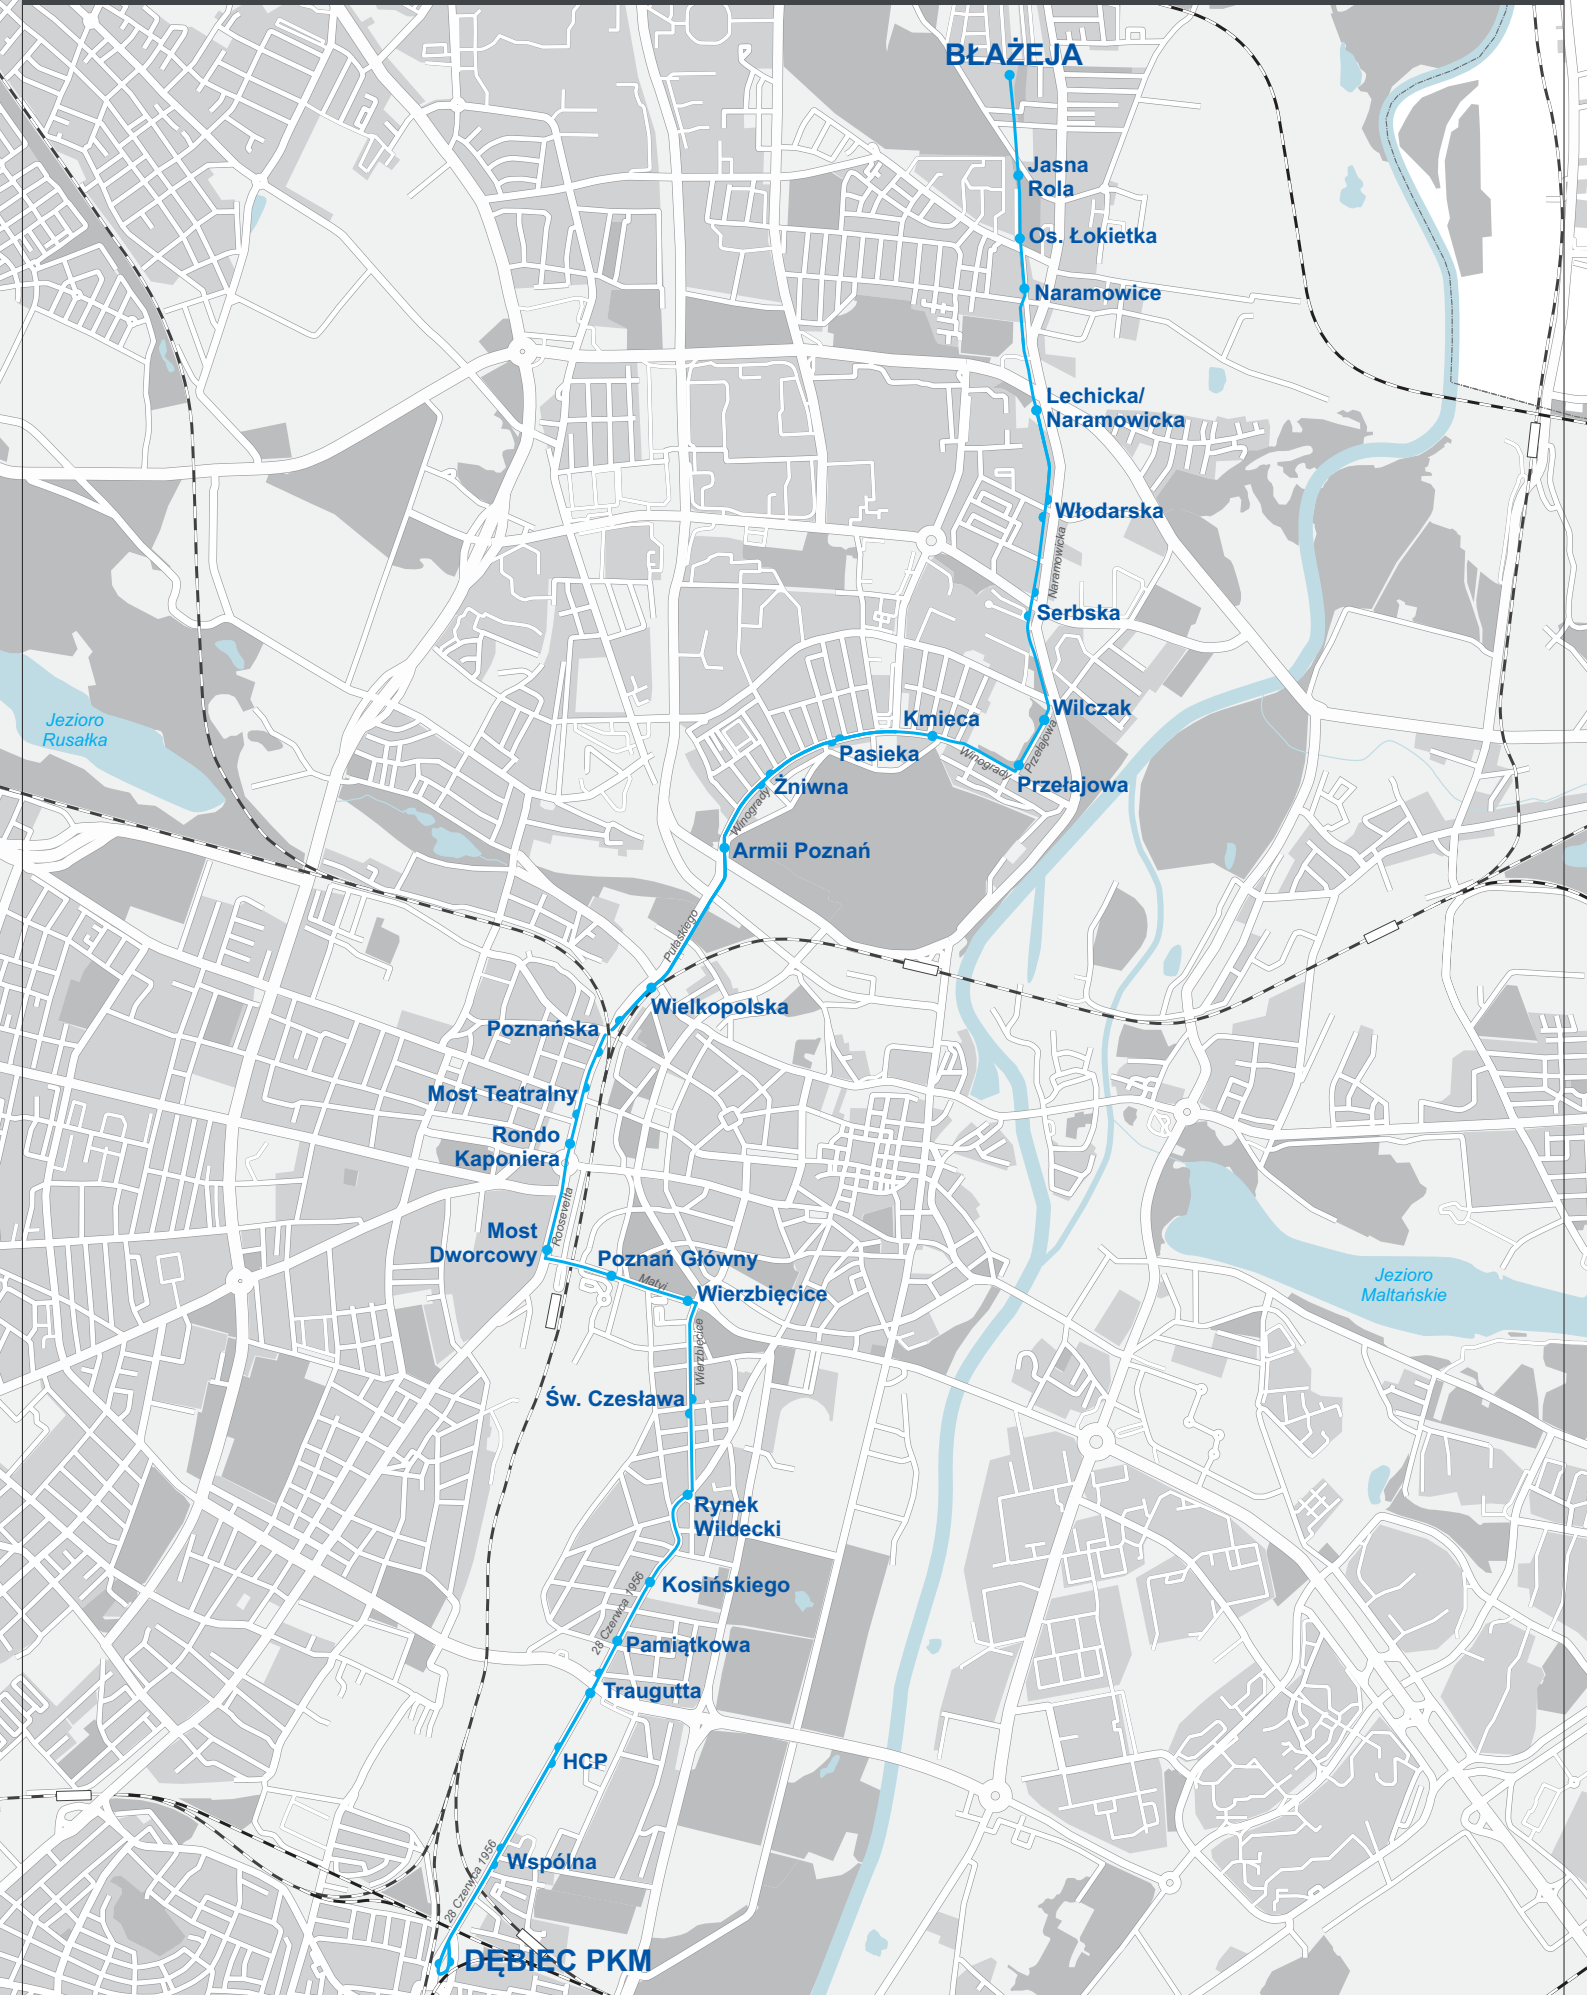 BŁAŻEJA
Jasna
Rola
Os. Łokietka
Naramowice
Lechicka/
Naramowicka
Włodarska
Naramowicka
Serbska
Wilczak
Przełajowa
Kmieca
Winogrady
Przełajowa
Pasieka
Żniwna
Winogrady
Armii Poznań
Jezioro
Rusałka
Pułaskiego
Wielkopolska
Poznańska
Most Teatralny
Rondo
Kaponiera
Roosevelta
Most
Dworcowy
Poznań Główny
Matyi
Wierzbięcice
Wierzbięcice
Jezioro
Maltańskie
Św. Czesława
Rynek
Wildecki
Kosińskiego
28 Czerwca 1956
Pamiątkowa
Traugutta
HCP
Wspólna
28 Czerwca 1956
DĘBIEC PKM